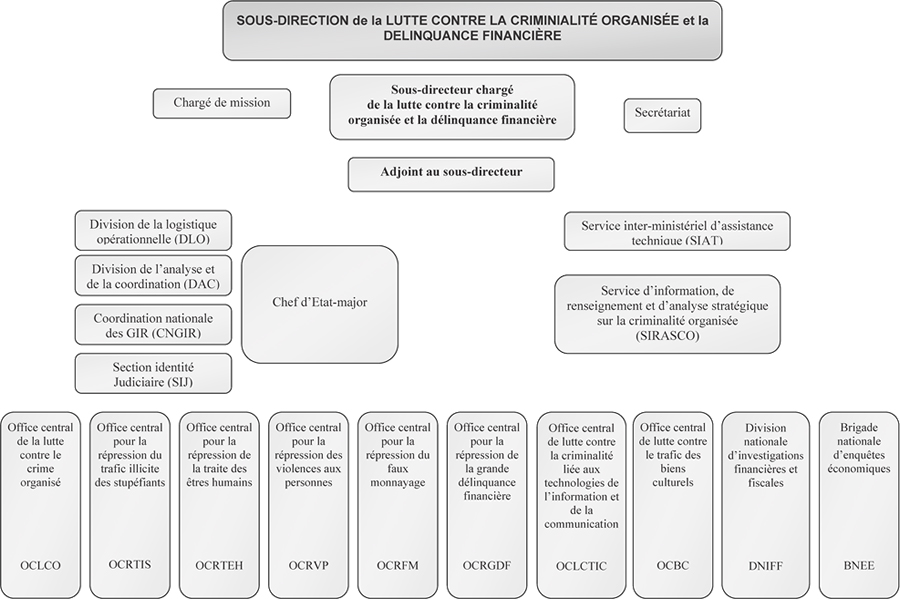 SOUS-DIRECTION de la LUTTE CONTRE LA CRIMINIALITÉ ORGANISÉE et la
DELINQUANCE FINANCIÈRE
Chargé de mission
Sous-directeur chargé
de la lutte contre la criminalité
organisée et la délinquance financière
Secrétariat
Adjoint au sous-directeur
Division de la logistique
opérationnelle (DLO)
Division de l'analyse et
de la coordination (DAC)
Coordination nationale
des GIR (CNGIR)
Section identité
Judiciaire (SIJ)
Chef d'Etat-major
Service inter-ministériel d'assistance
technique (SIAT)
Service d'information, de
renseignement et d'analyse stratégique
sur la criminalité organisée
(SIRASCO)
Office central
de la lutte
contre le
crime
organisé
OCLCO
Office central
pour la
répression du
trafic illicite
des stupéfiants
OCRTIS
Office central
pour la
répression de
la traite des
êtres humains
OCRTEH
Office central
pour la
répression des
violences aux
personnes
OCRVP
Office central
pour la
répression du
faux
monnayage
OCRFM
Office central
pour la
répression de
la grande
délinquance
financière
OCRGDF
Office central
de lutte contre
la criminalité
liée aux
technologies de
l'information et
de la
communication
OCLCTIC
Office central
de lutte contre
le trafic des
biens
culturels
OCBC
Division
nationale
d'investigations
financières et
fiscales
DNIFF
Brigade
nationale
d'enquêtes
économiques
BNEE